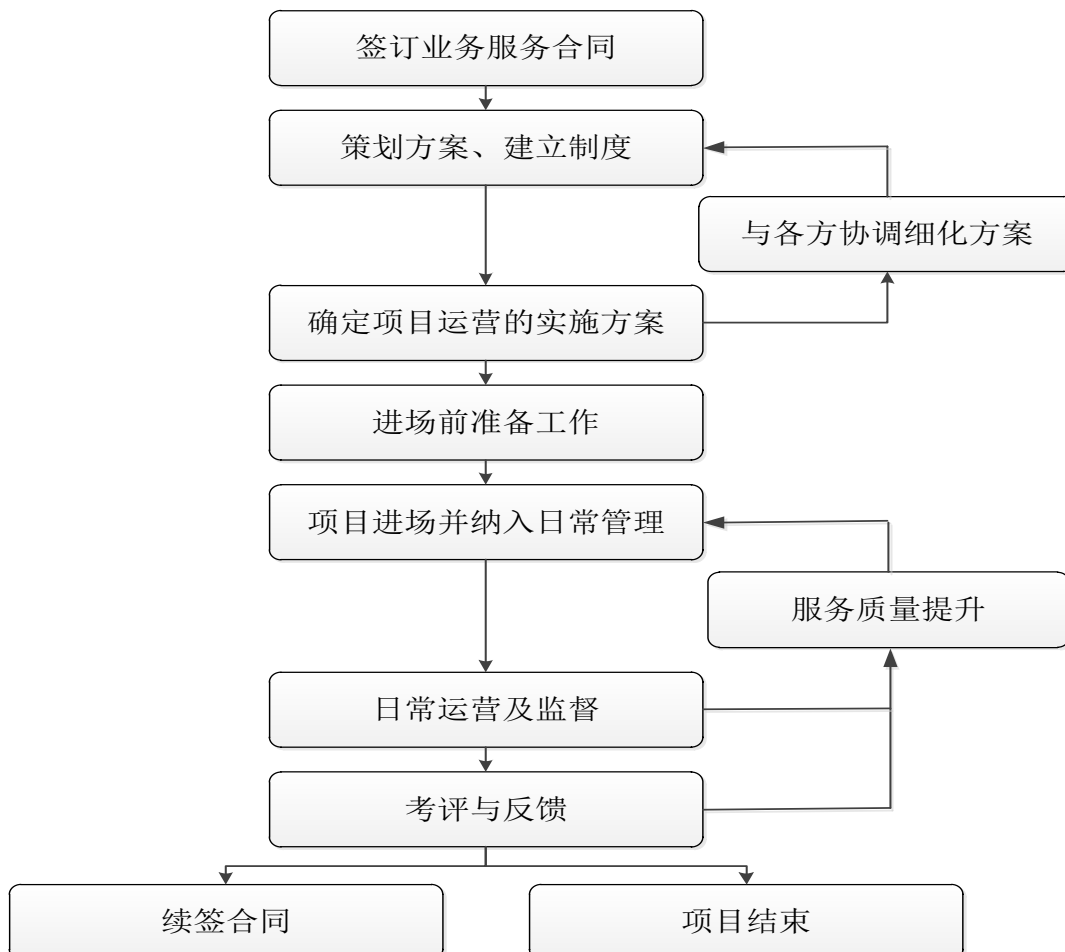 签订业务服务合同
策划方案、建立制度
与各方协调细化方案
确定项目运营的实施方案
进场前准备工作
项目进场并纳入日常管理
服务质量提升
日常运营及监督
考评与反馈
续签合同
项目结束